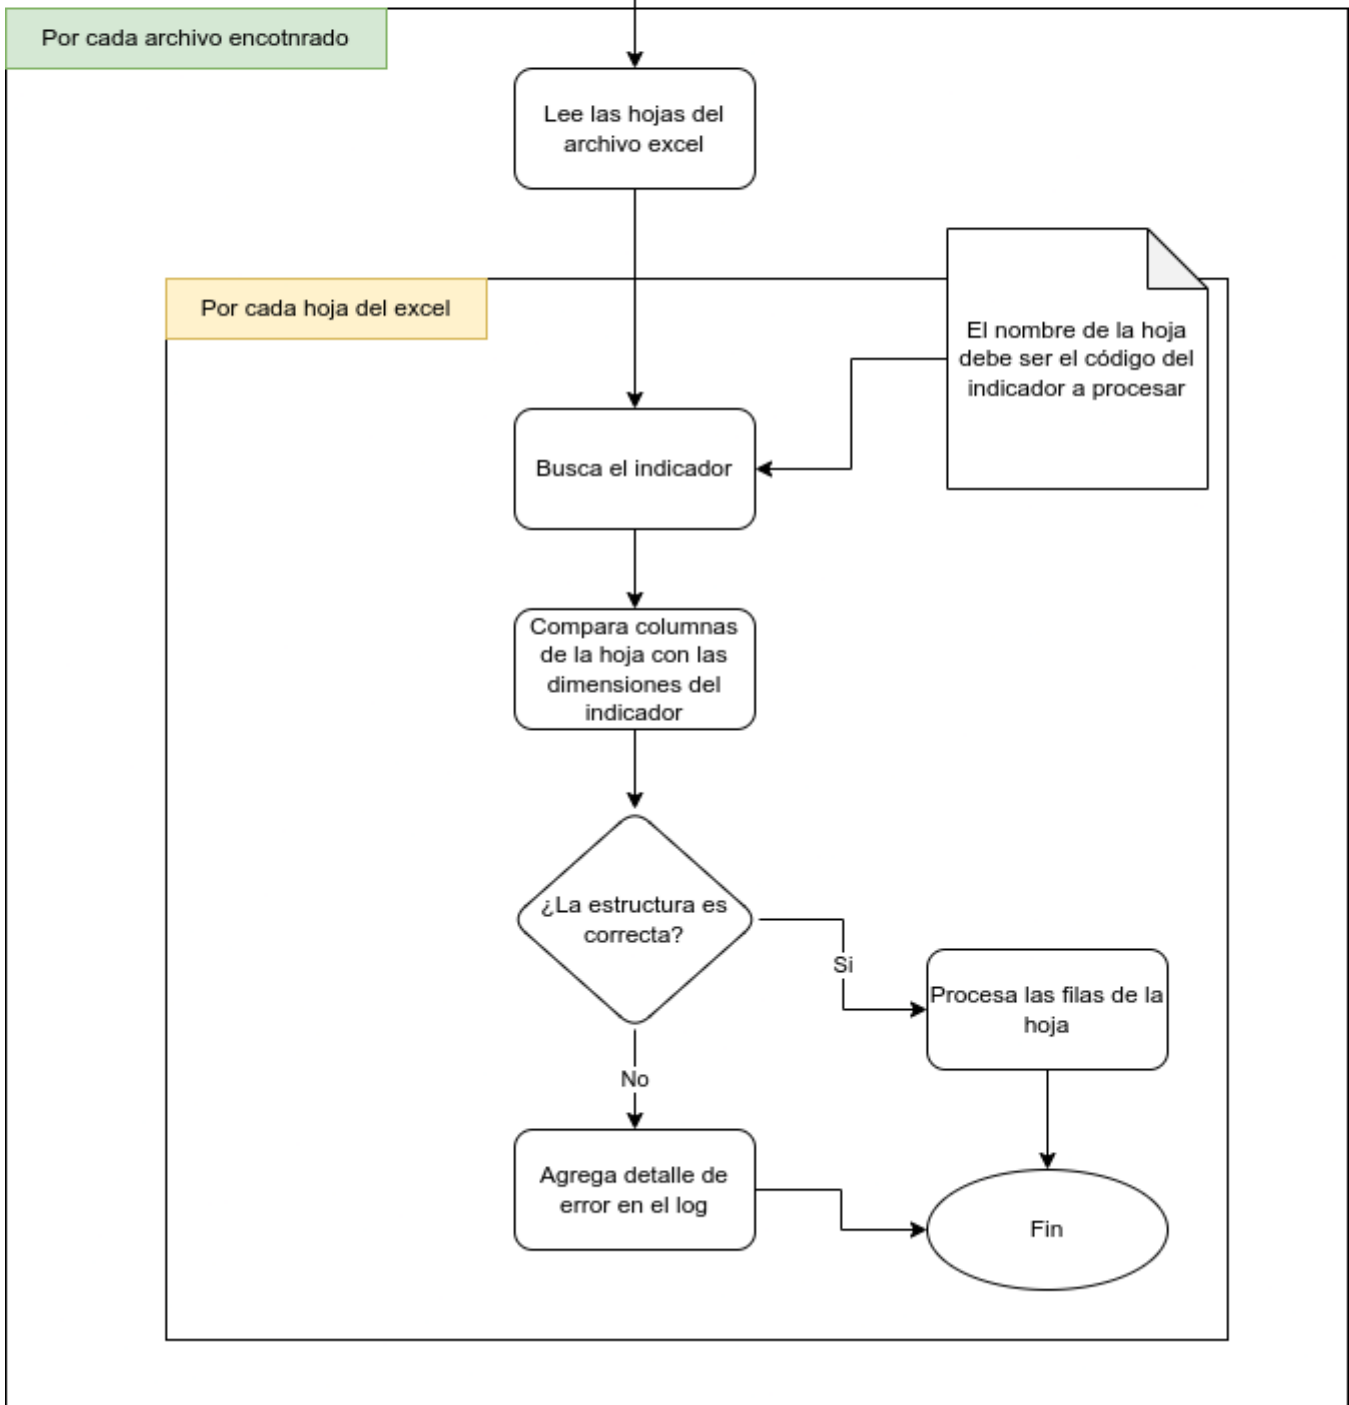 Por cada archivo encotnrado
Lee las hojas del
archivo excel
Por cada hoja del excel
El nombre de la hoja
debe ser el código del
indicador a procesar
Busca el indicador
Compara columnas
de la hoja con las
dimensiones del
indicador
¿La estructura es
correcta?
Si
Procesa las filas de la
hoja
No
Agrega detalle de
error en el log
Fin